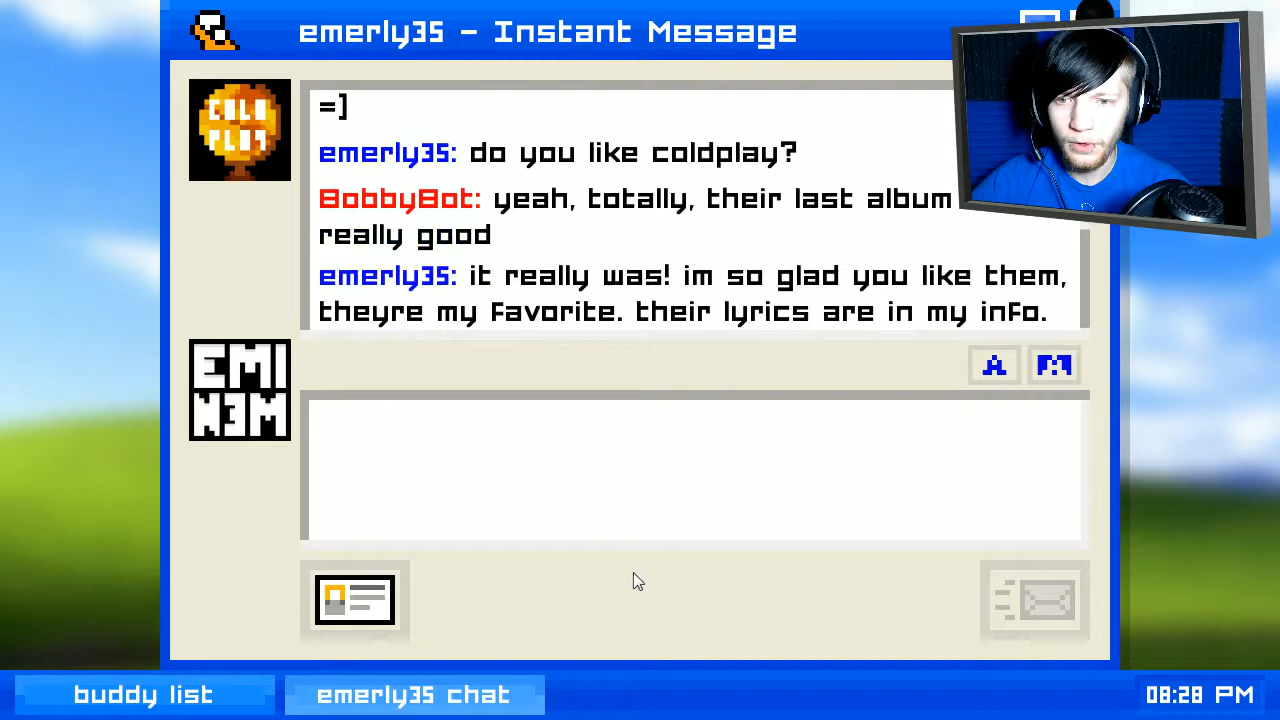 emerly35 - Instant Message
COLD
PLAY
=]
emerly35: do you like coldplay?
BobbyBot: yeah, totally, their last album
really good
emerly35: it really was! im so glad you like them,
theyre my favorite. their lyrics are in my info.
EMI
NEM
A
buddy list
emerly35 chat
08:28 PM